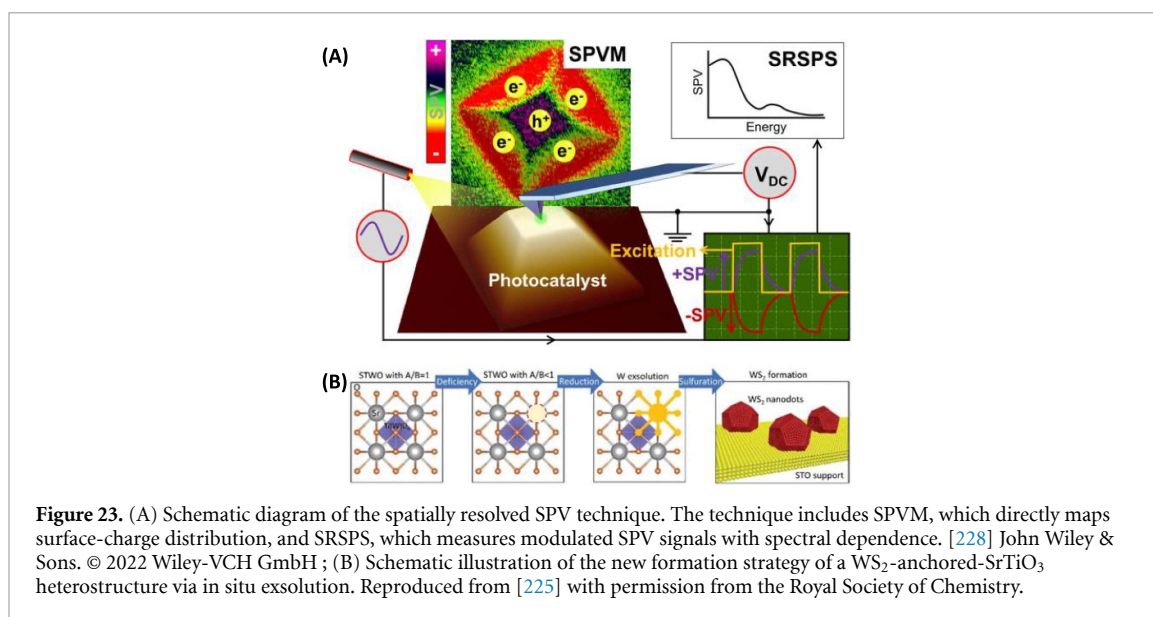 (A)
+
SPV
-
SPVM
e-
e-
h+
e-
e-
SRSPS
SPV
Energy
VDC
Excitation
+SPV
-SPV
Photocatalyst
(B)
STWO with A/B=1
Deficiency
STWO with A/B<1
Reduction
W exsolution
Sulfuration
WS2 formation
O
Sr
WS2 nanodots
STO support
Figure 23. (A) Schematic diagram of the spatially resolved SPV technique. The technique includes SPVM, which directly maps
surface-charge distribution, and SRSPS, which measures modulated SPV signals with spectral dependence. [228] John Wiley &
Sons. © 2022 Wiley-VCH GmbH ; (B) Schematic illustration of the new formation strategy of a WS2-anchored-SrTiO3
heterostructure via in situ exsolution. Reproduced from [225] with permission from the Royal Society of Chemistry.